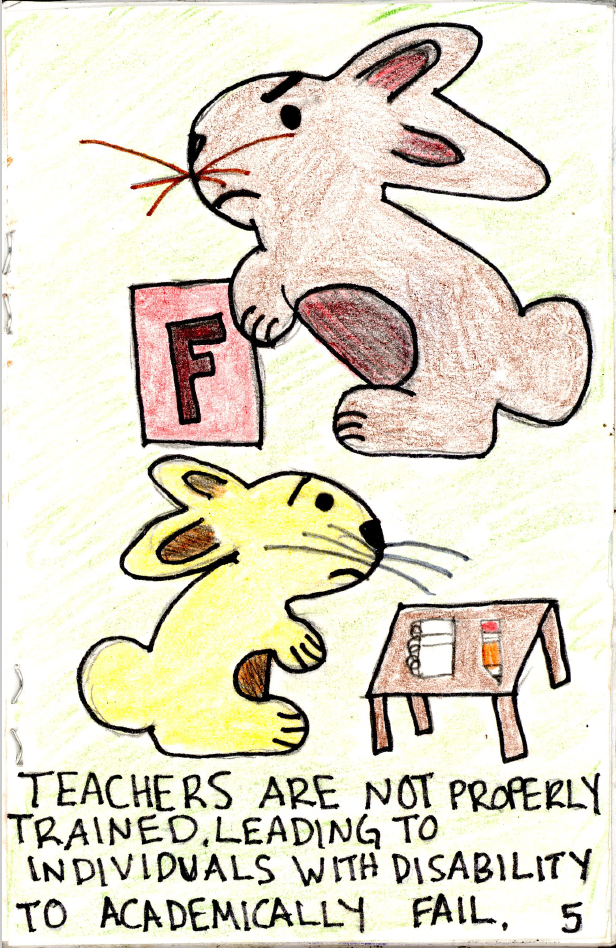 F
TEACHERS ARE NOT PROPERLY
TRAINED, LEADING TO
INDIVIDUALS WITH DISABILITY
TO ACADEMICALLY FAIL. 5